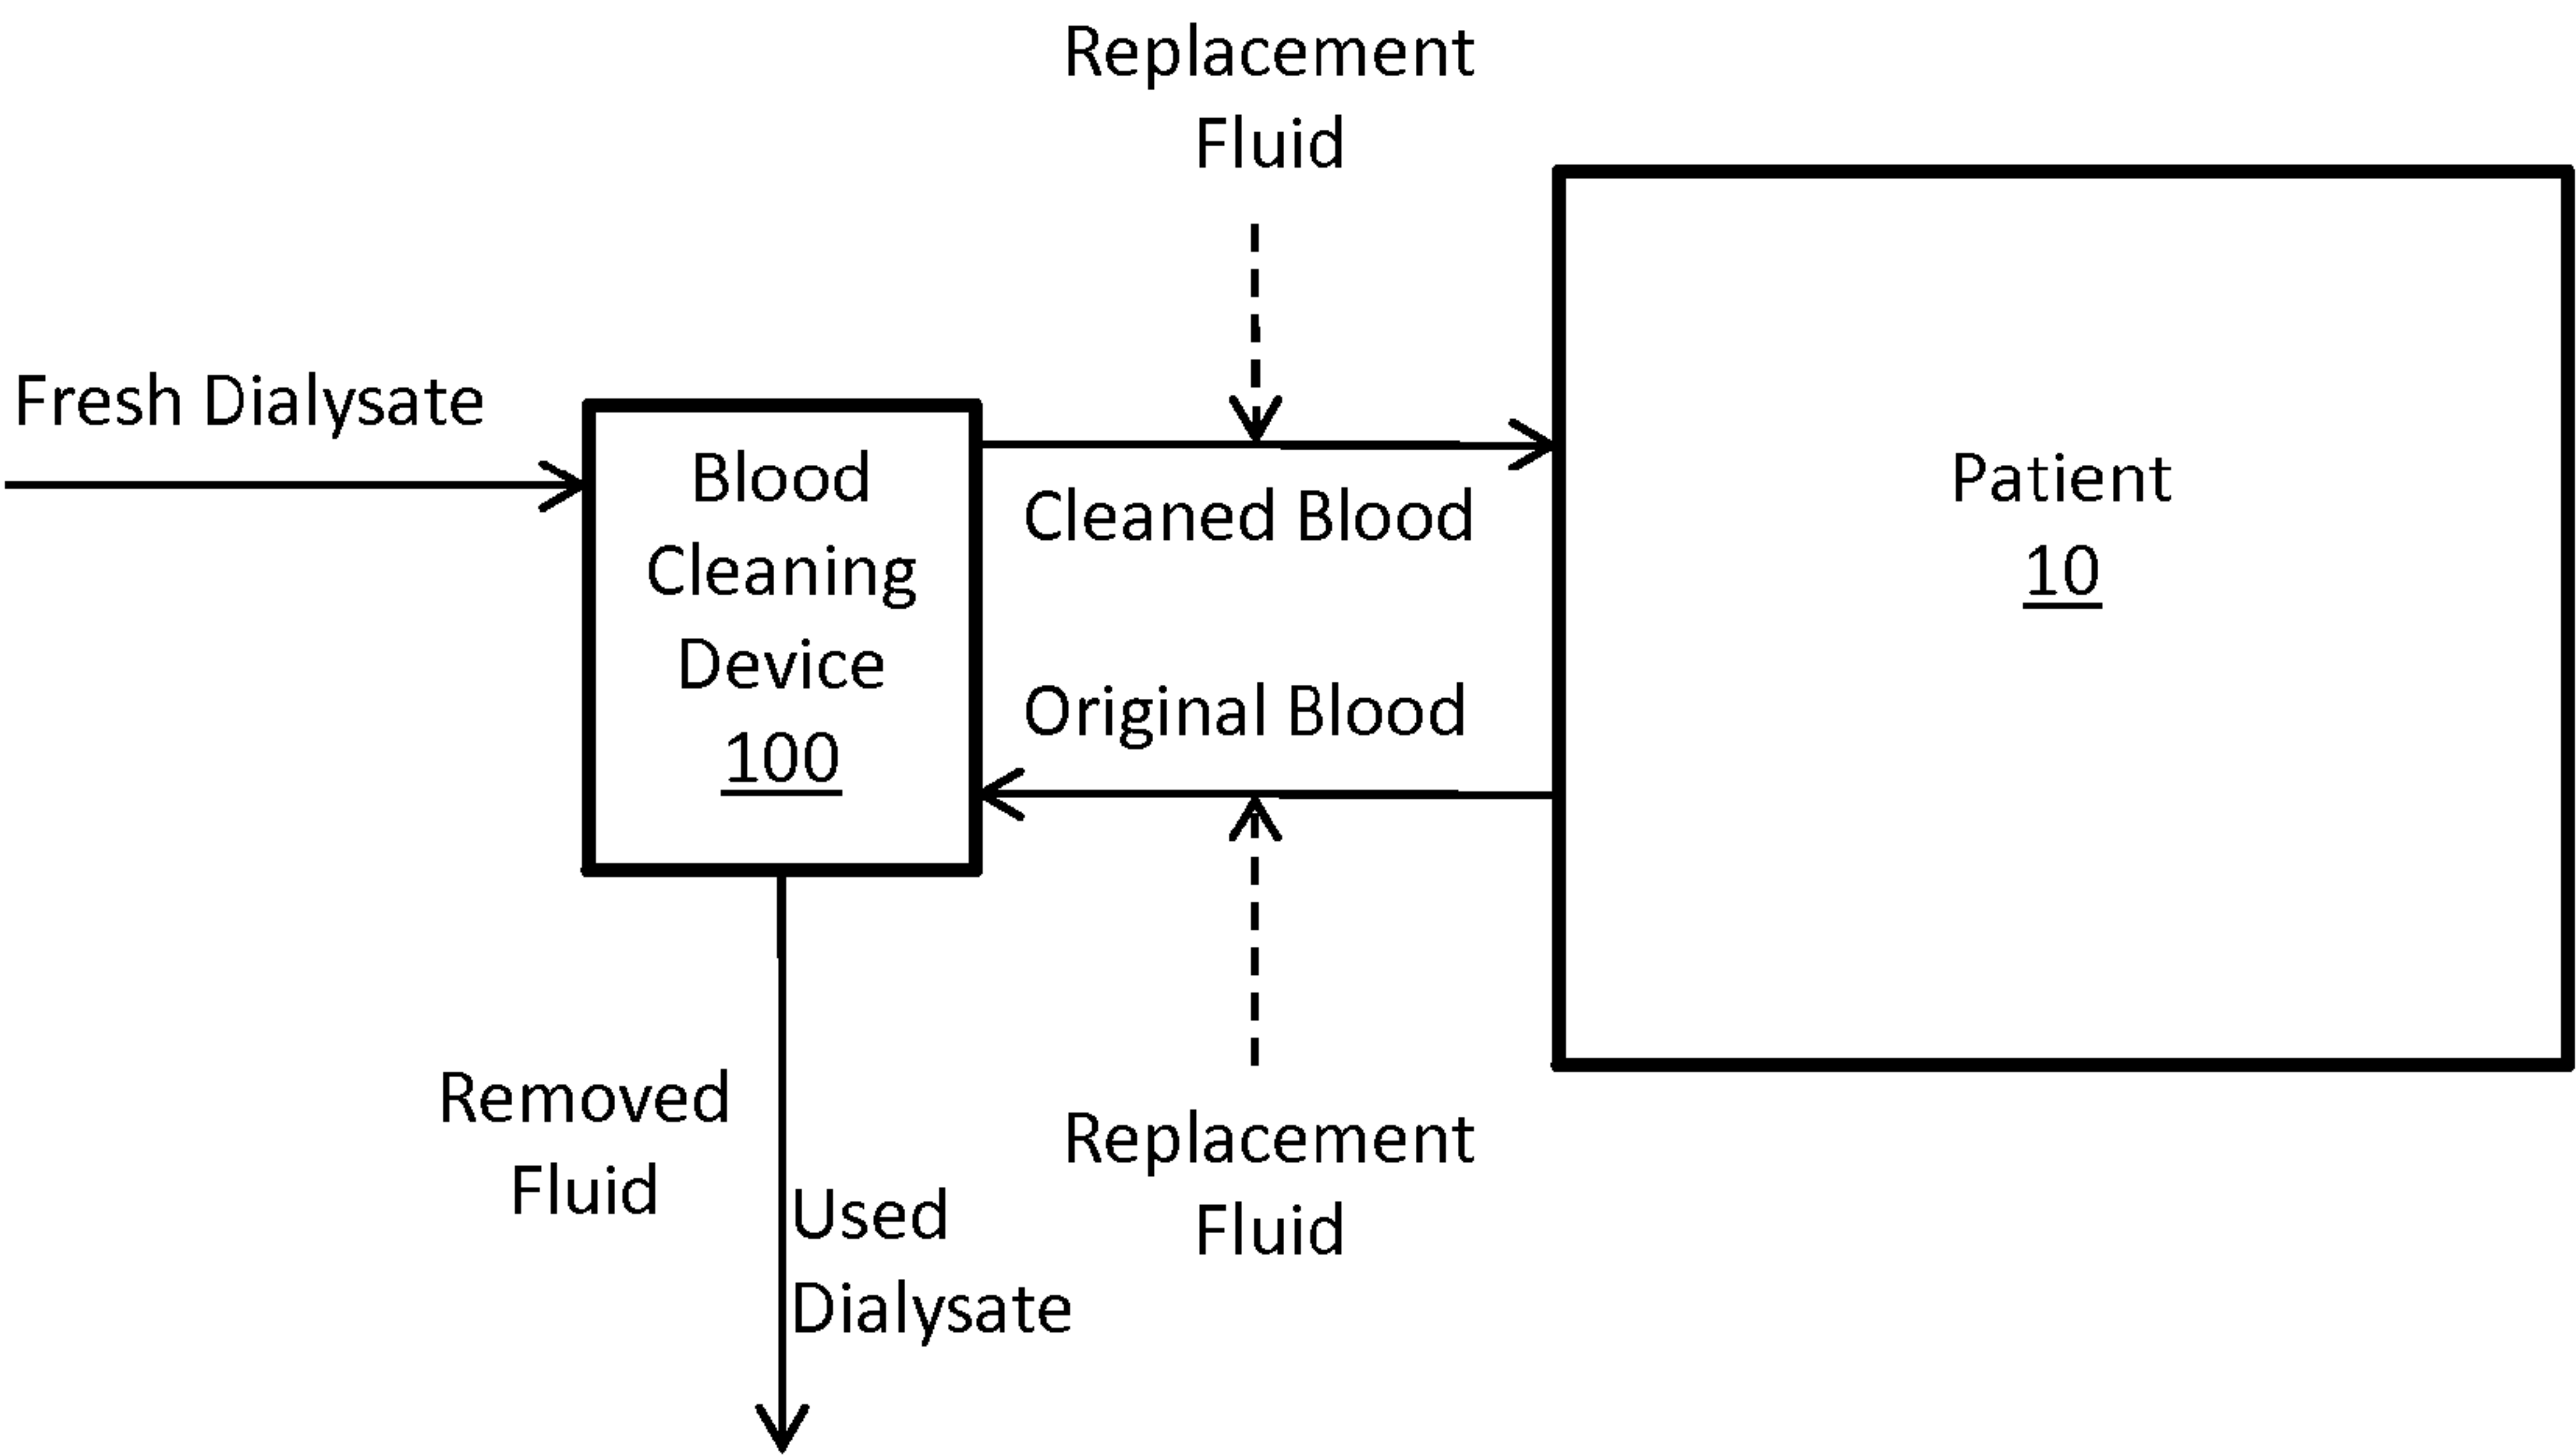 Replacement
Fluid
Fresh Dialysate
Blood
Cleaning
Device
100
Cleaned Blood
Original Blood
Patient
10
Removed
Fluid
Used
Dialysate
Replacement
Fluid